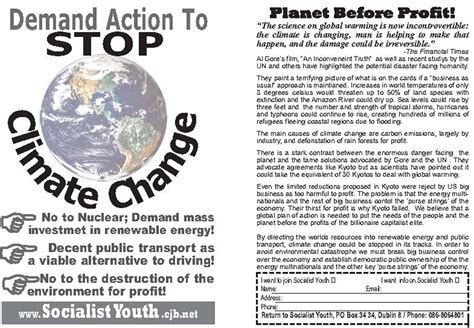 Demand Action To
STOP
Climate Change
No to Nuclear; Demand mass
investmet in renewable energy!
Decent public transport as
a viable alternative to driving!
No to the destruction of the
environment for profit!
www.SocialistYouth.cjb.net
Planet Before Profit!
"The science on global warming is now incontrovertible:
the climate is changing, man is helping to make that
happen, and the damage could be irreversible."
-The Financial Times
Al Gore's film, "An Inconveneint Truth" as well as recent studys by the
UN and others have highlighted the potential disaster facing humanity.
They paint a terrifying picture of what is on the cards if a "business as
usual" approach is maintained. Increases in world temperatures of only
3 degrees celsius would threaten up to 50% of land species with
extinction and the Amazon River could dry up. Sea levels could rise by
three feet and the number and strength of tropical storms, hurricanes
and typhoons could continue to rise, creating hundreds of millions of
refugees fleeing coastal regions due to flooding.
The main causes of climate change are carbon emissions, largely by
industry, and deforistation of rain forests for profit.
There is a stark contrast between the enormous danger facing the
planet and the tame solutions advocated by Gore and the UN . They
advocate agreements like Kyoto but as scientists have pointed out it
could take the equivalent of 30 Kyotos to deal with global warming.
Even the limited reductions proposed in Kyoto were reject by US big
business as too harmful to profit. The problem is that the energy multi-
nationals and the rest of big business control the 'purse strings' of the
economy. Their thirst for profit is why Kyoto failed. We believe that a
global plan of action is needed to put the needs of the people and the
planet before the profits of the billionaire capitalist elite.
By directing the worlds resources into renewable energy and public
transport, climate change could be stopped in its tracks. In order to
avoid environmental catastrophe we must break big business control
over the economy and establish democratic public ownership of the the
energy multinationals and the other key 'purse strings' of the economy.
I want to join Socialist Youth I want info on Socialist Youth
Name:
Address:
Phone:
Return to Socialist Youth, PO Box 3434, Dublin 8 / Phone: 086-8064801